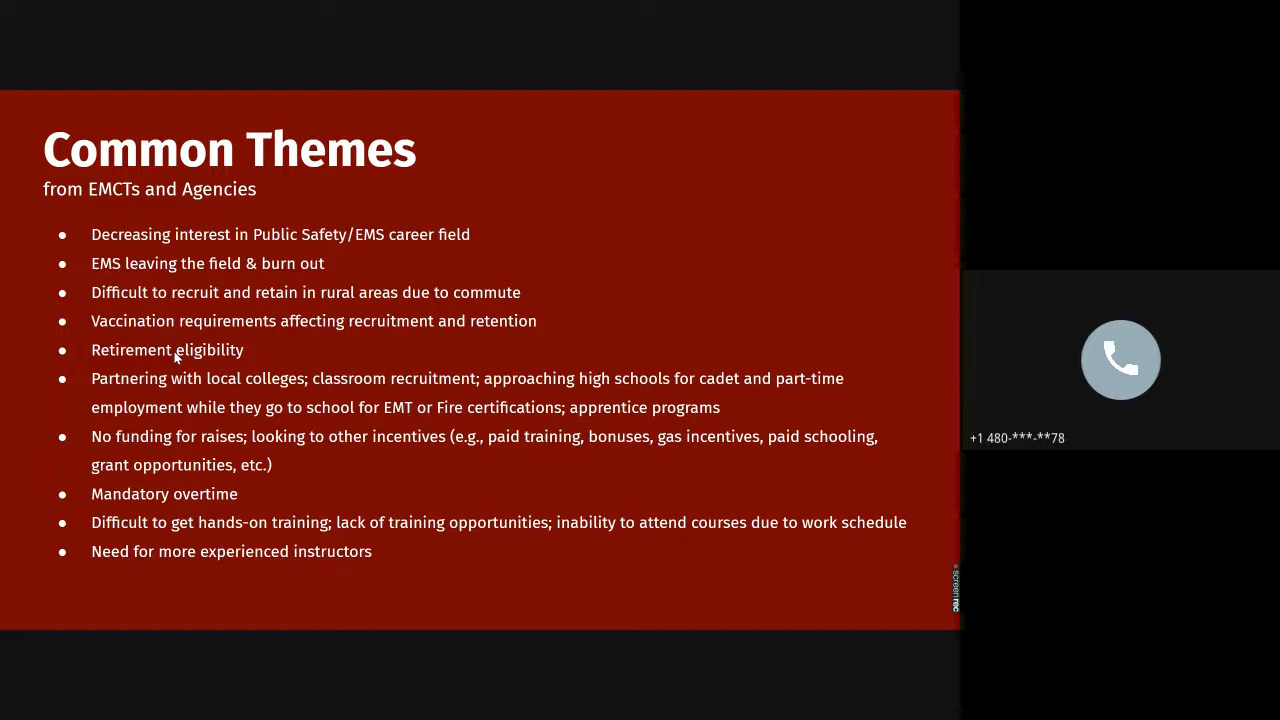 Common Themes
from EMCTs and Agencies
● Decreasing interest in Public Safety/EMS career field
● EMS leaving the field & burn out
● Difficult to recruit and retain in rural areas due to commute
● Vaccination requirements affecting recruitment and retention
● Retirement eligibility
● Partnering with local colleges; classroom recruitment; approaching high schools for cadet and part-time
employment while they go to school for EMT or Fire certifications; apprentice programs
● No funding for raises; looking to other incentives (e.g., paid training, bonuses, gas incentives, paid schooling,
grant opportunities, etc.)
● Mandatory overtime
● Difficult to get hands-on training; lack of training opportunities; inability to attend courses due to work schedule
● Need for more experienced instructors
screenrec
+1 480-***-**78